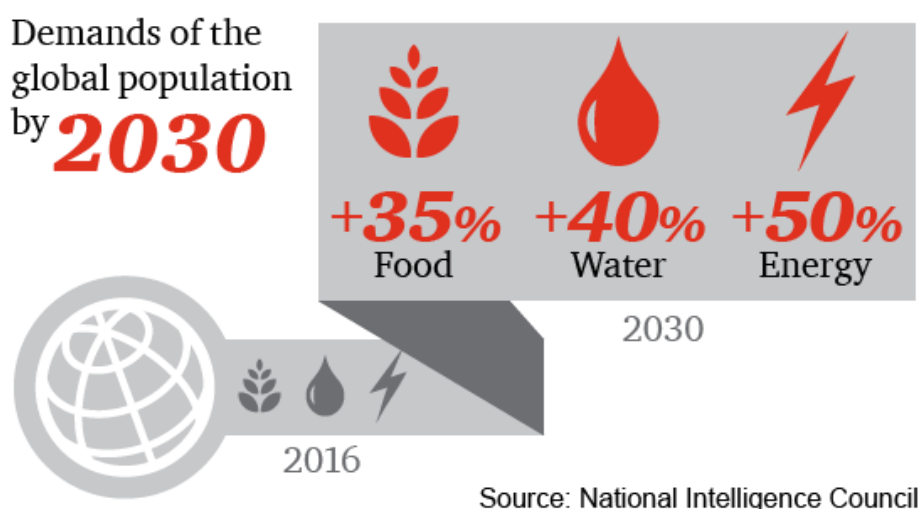 Demands of the
global population
by 2030
+35% +40% +50%
Food Water Energy
2030
2016
Source: National Intelligence Council